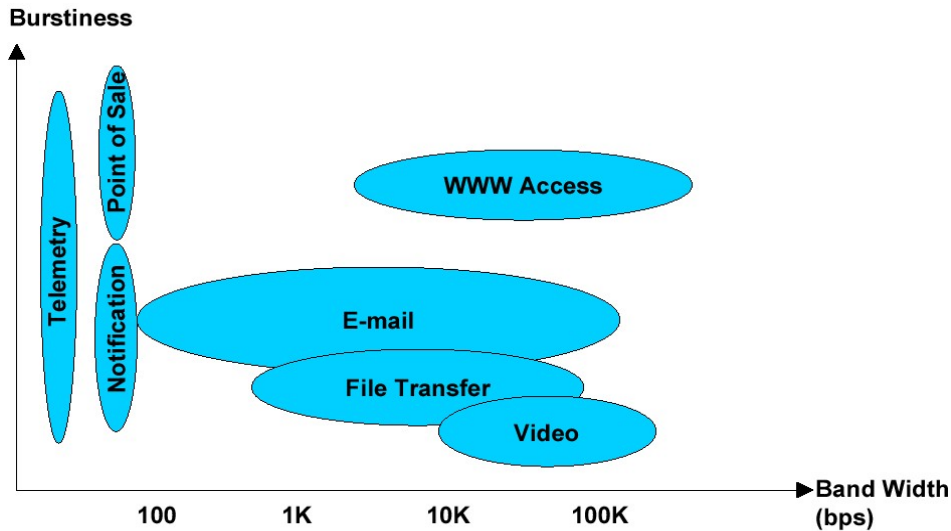 Burstiness
Point of Sale
Telemetry
Notification
WWW Access
E-mail
File Transfer
Video
Band Width
(bps)
100 1K 10K 100K